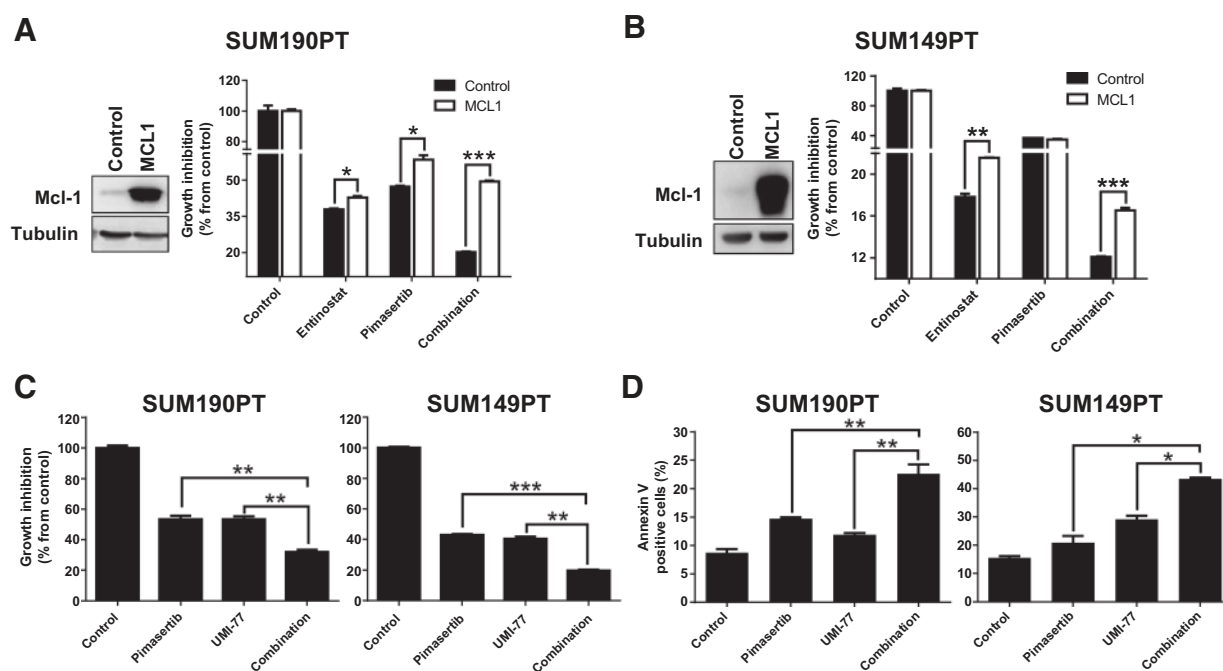 A
SUM190PT
Control
MCL1
Mcl-1
Tubulin
Growth inhibition
(% from control)
120
100
80
50
35
20
Control
MCL1
*
*
***
Control
Entinostat
Pimasertib
Combination
B
SUM149PT
Control
MCL1
Mcl-1
Tubulin
Growth inhibition
(% from control)
120
80
40
20
16
12
Control
MCL1
**
***
Control
Entinostat
Pimasertib
Combination
C
SUM190PT
Growth inhibition
(% from control)
120
100
80
60
40
20
0
**
**
Control
Pimasertib
UMI-77
Combination
SUM149PT
120
100
80
60
40
20
0
***
**
Control
Pimasertib
UMI-77
Combination
D
SUM190PT
Annexin V
positive cells (%)
30
25
20
15
10
5
0
**
**
Control
Pimasertib
UMI-77
Combination
SUM149PT
60
50
40
30
20
10
0
*
*
Control
Pimasertib
UMI-77
Combination